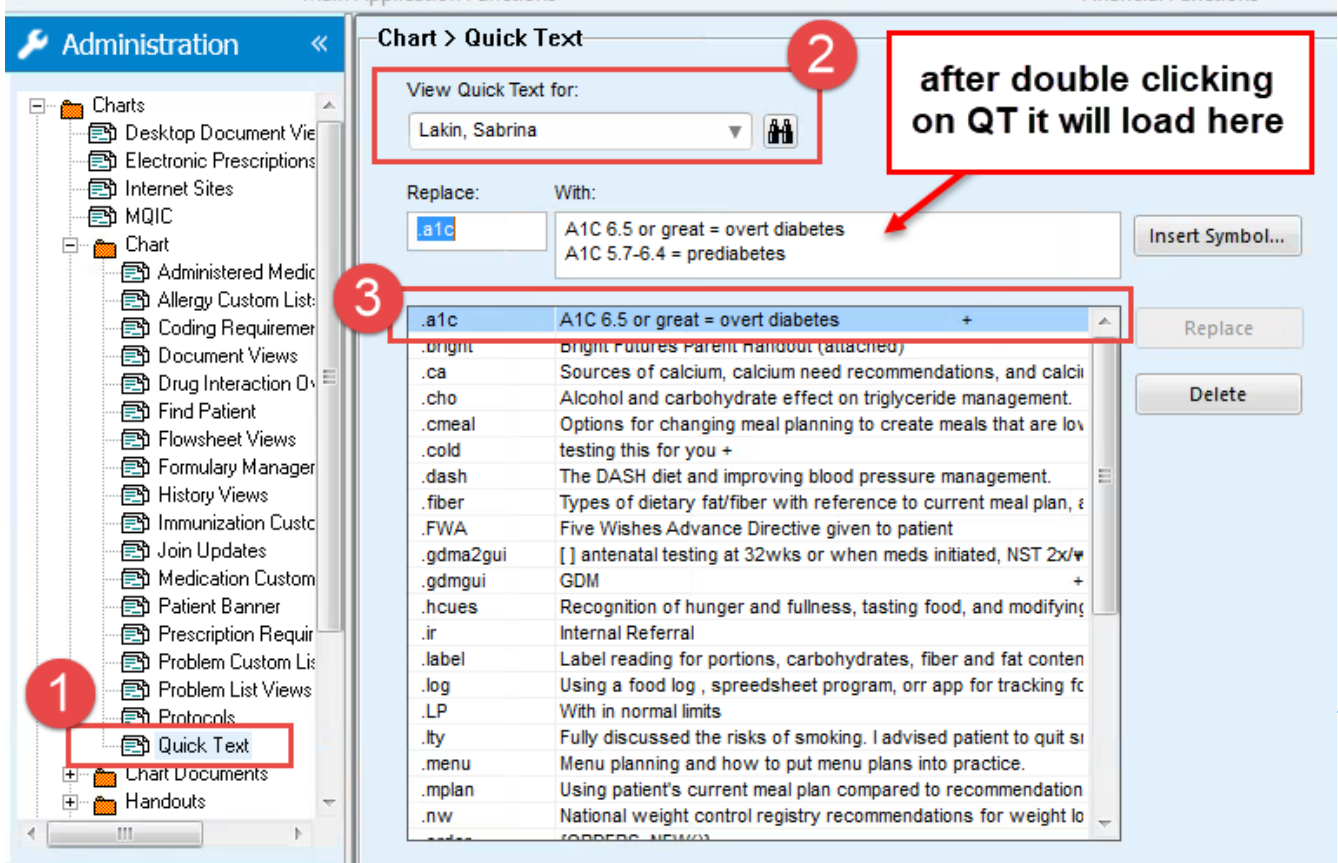 Administration «
Charts
Desktop Document Vie
Electronic Prescriptions
Internet Sites
MQIC
Chart
Administered Medic
Allergy Custom List:
Coding Requiremer
Document Views
Drug Interaction Ov
Find Patient
Flowsheet Views
Formulary Manager
History Views
Immunization Custo
Join Updates
Medication Custom
Patient Banner
Prescription Requir
Problem Custom Lis
Problem List Views
1
Protocols
Quick Text
Chart Documents
Handouts
Chart > Quick Text
2
View Quick Text for:
Lakin, Sabrina
after double clicking
on QT it will load here
Replace: With:
.a1c A1C 6.5 or great = overt diabetes
A1C 5.7-6.4 = prediabetes
Insert Symbol...
3
.a1c A1C 6.5 or great = overt diabetes +
.bright Bright Futures Parent Handout (attached)
.ca Sources of calcium, calcium need recommendations, and calci
.cho Alcohol and carbohydrate effect on triglyceride management.
.cmeal Options for changing meal planning to create meals that are lov
.cold testing this for you +
.dash The DASH diet and improving blood pressure management.
.fiber Types of dietary fat/fiber with reference to current meal plan,
.FWA Five Wishes Advance Directive given to patient
.gdma2gui [ ] antenatal testing at 32wks or when meds initiated, NST 2x/
.gdmgui GDM +
.hcues Recognition of hunger and fullness, tasting food, and modifying
.ir Internal Referral
.label Label reading for portions, carbohydrates, fiber and fat conten
.log Using a food log , spreedsheet program, orr app for tracking fo
.LP With in normal limits
.lty Fully discussed the risks of smoking. I advised patient to quit
.menu Menu planning and how to put menu plans into practice.
.mplan Using patient's current meal plan compared to recommendation
.nw National weight control registry recommendations for weight lo
Replace
Delete